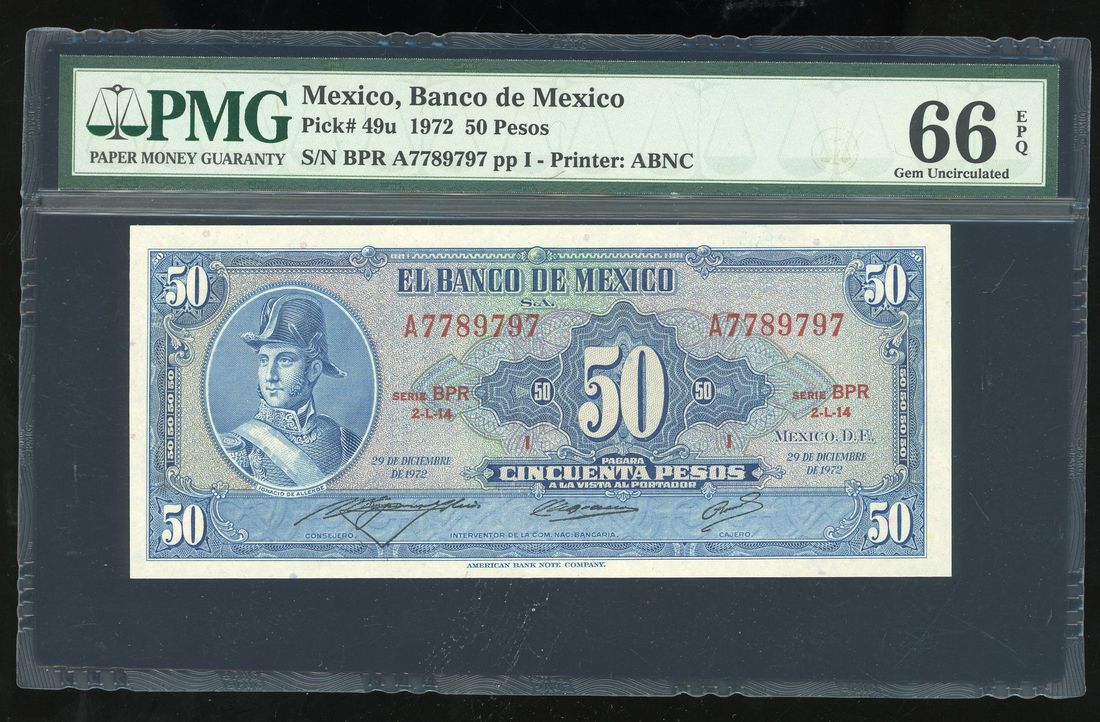 PMG
PAPER MONEY GUARANTY
Mexico, Banco de Mexico
Pick# 49u 1972 50 Pesos
S/N BPR A7789797 pp I - Printer: ABNC
66 EPQ
Gem Uncirculated
50 50
EL BANCO DE MEXICO
S.A.
A7789797 A7789797
50 50 50
SERIE BPR SERIE BPR
2-L-14 2-L-14
I I
MEXICO, D.F.,
29 DE DICIEMBRE 29 DE DICIEMBRE
DE 1972 DE 1972
PAGARA
CINCUENTA PESOS
A LA VISTA AL PORTADOR
IGNACIO DE ALLENDE
50 50
CONSEJERO. INTERVENTOR DE LA COM. NAC. BANCARIA. CAJERO.
AMERICAN BANK NOTE COMPANY.